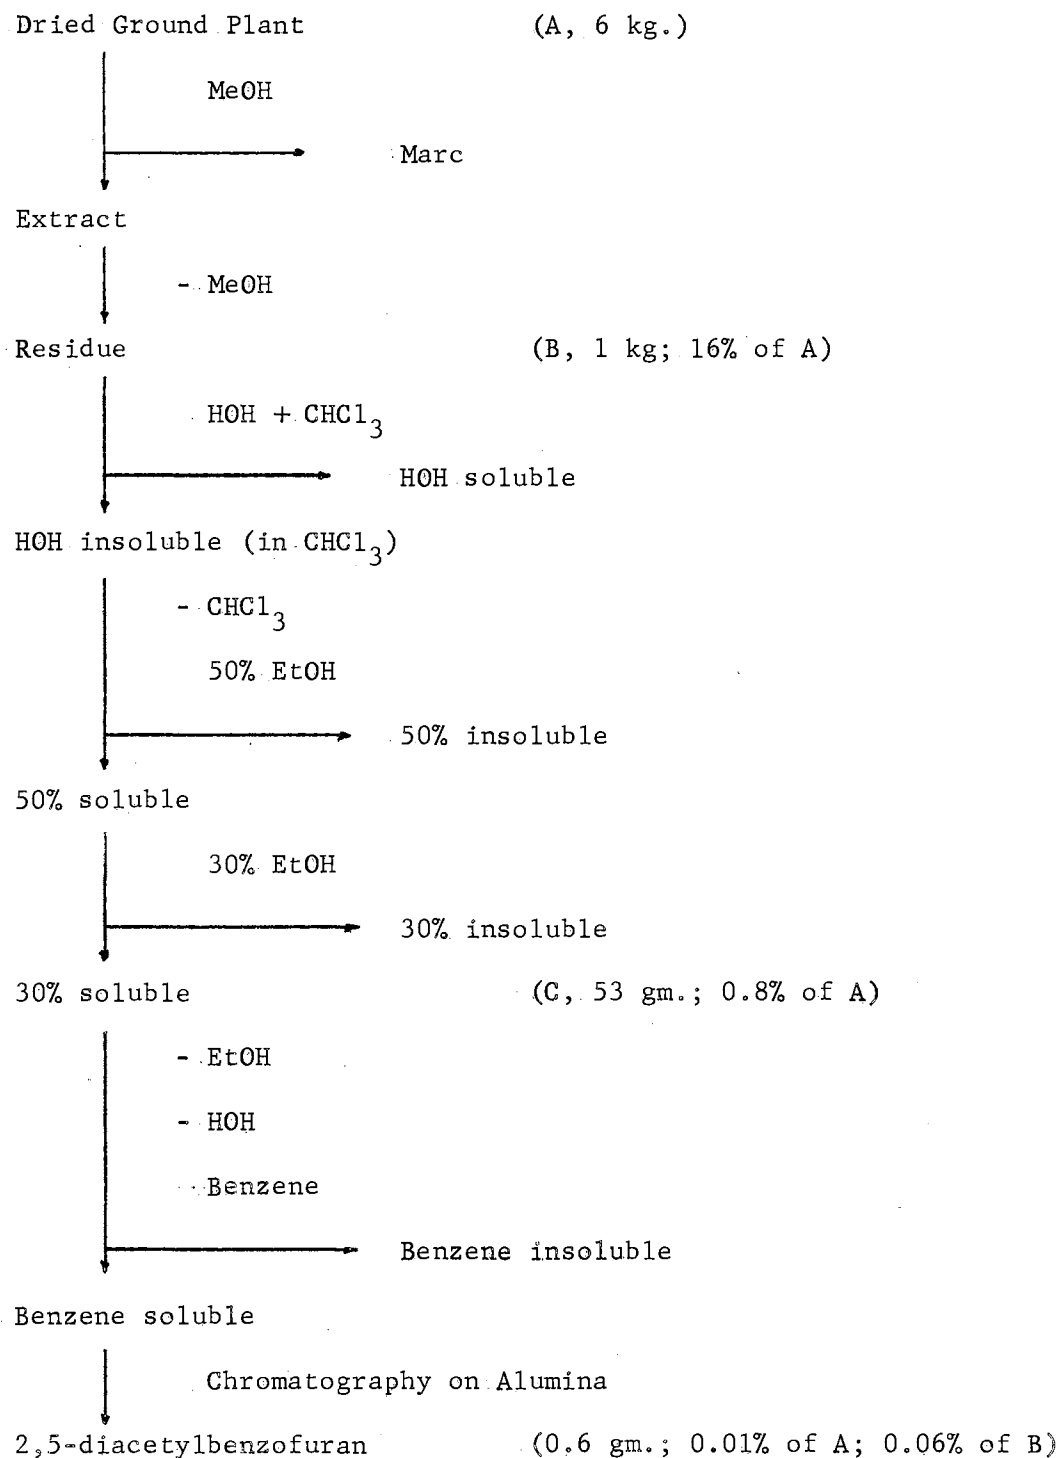 Dried Ground Plant (A, 6 kg.)
MeOH
Marc
Extract
- MeOH
Residue (B, 1 kg; 16% of A)
HOH + CHCl3
HOH soluble
HOH insoluble (in CHCl3)
- CHCl3
50% EtOH
50% insoluble
50% soluble
30% EtOH
30% insoluble
30% soluble (C, 53 gm.; 0.8% of A)
- EtOH
- HOH
Benzene
Benzene insoluble
Benzene soluble
Chromatography on Alumina
2,5-diacetylbenzofuran (0.6 gm.; 0.01% of A; 0.06% of B)